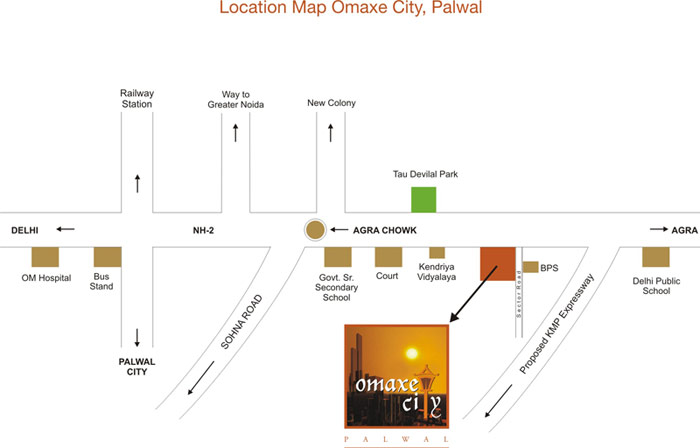 Location Map Omaxe City, Palwal
Railway
Station
Way to
Greater Noida
New Colony
Tau Devilal Park
DELHI
NH-2
AGRA CHOWK
AGRA
OM Hospital
Bus
Stand
Govt. Sr.
Secondary
School
Court
Kendriya
Vidyalaya
Sector Road
BPS
Delhi Public
School
SOHNA ROAD
Proposed KMP Expressway
PALWAL
CITY
omaxe
city
PALWAL